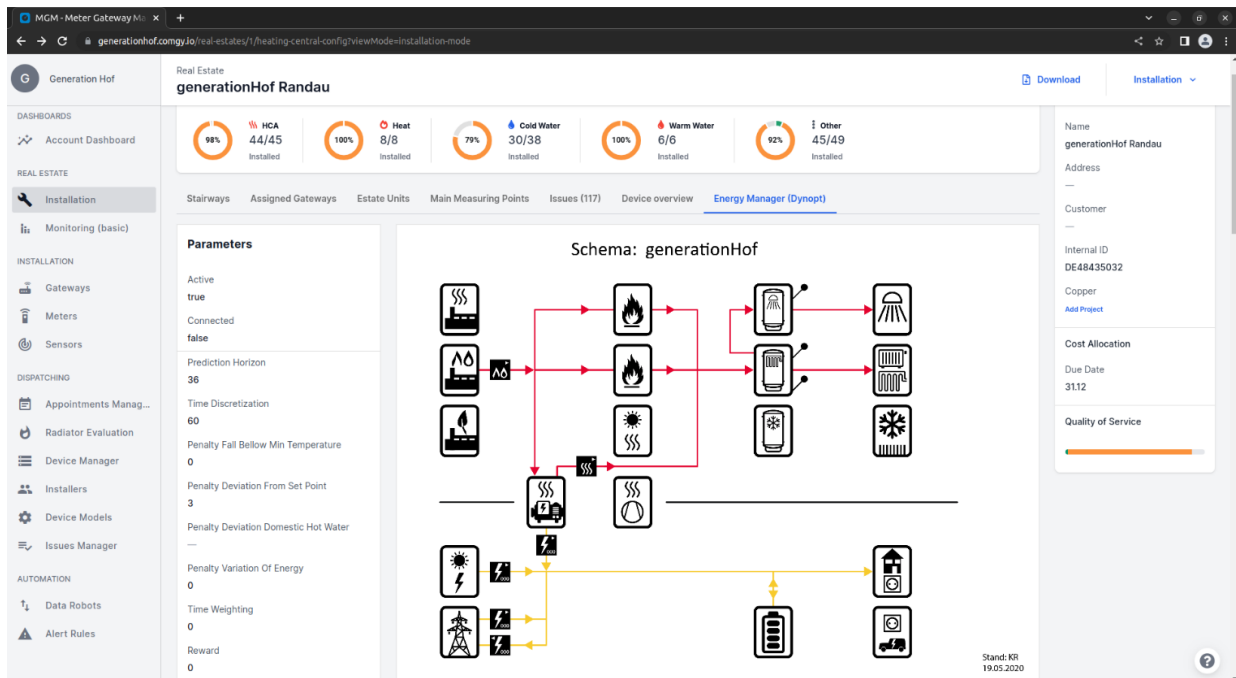 MGM - Meter Gateway Ma
generationhof.comgy.io/real-estates/1/heating-central-config?viewMode=installation-mode
G
Generation Hof
Real Estate
generationHof Randau
Download
Installation
DASHBOARDS
Account Dashboard
REAL ESTATE
Installation
Monitoring (basic)
INSTALLATION
Gateways
Meters
Sensors
DISPATCHING
Appointments Manag...
Radiator Evaluation
Device Manager
Installers
Device Models
Issues Manager
AUTOMATION
Data Robots
Alert Rules
98%
HCA
44/45
Installed
100%
Heat
8/8
Installed
79%
Cold Water
30/38
Installed
100%
Warm Water
6/6
Installed
92%
Other
45/49
Installed
Stairways
Assigned Gateways
Estate Units
Main Measuring Points
Issues (117)
Device overview
Energy Manager (Dynopt)
Parameters
Active
true
Connected
false
Prediction Horizon
36
Time Discretization
60
Penalty Fall Bellow Min Temperature
0
Penalty Deviation From Set Point
3
Penalty Deviation Domestic Hot Water
—
Penalty Variation Of Energy
0
Time Weighting
0
Reward
0
Schema: generationHof
Stand: KR
19.05.2020
Name
generationHof Randau
Address
—
Customer
—
Internal ID
DE48435032
Copper
Add Project
Cost Allocation
Due Date
31.12
Quality of Service